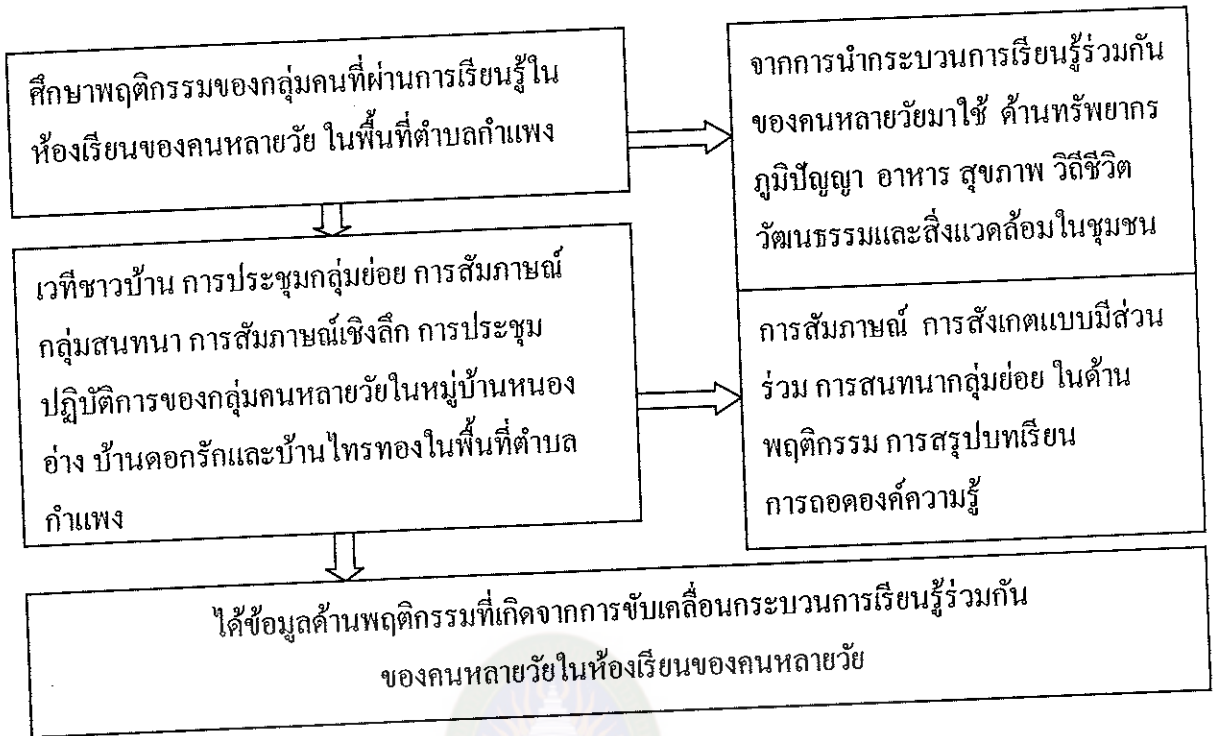 ศึกษาพฤติกรรมของกลุ่มคนที่ผ่านการเรียนรู้ใน
ห้องเรียนของคนหลายวัย ในพื้นที่ตำบลกำแพง
จากการนำกระบวนการเรียนรู้ร่วมกัน
ของคนหลายวัยมาใช้ ด้านทรัพยากร
ภูมิปัญญา อาหาร สุขภาพ วิถีชีวิต
วัฒนธรรมและสิ่งแวดล้อมในชุมชน
เวทีชาวบ้าน การประชุมกลุ่มย่อย การสัมภาษณ์
กลุ่มสนทนา การสัมภาษณ์เชิงลึก การประชุม
ปฏิบัติการของกลุ่มคนหลายวัยในหมู่บ้านหนอง
อ่าง บ้านดอกรักและบ้านไทรทองในพื้นที่ตำบล
กำแพง
การสัมภาษณ์ การสังเกตแบบมีส่วน
ร่วม การสนทนากลุ่มย่อย ในด้าน
พฤติกรรม การสรุปบทเรียน
การถอดองค์ความรู้
ได้ข้อมูลด้านพฤติกรรมที่เกิดจากการขับเคลื่อนกระบวนการเรียนรู้ร่วมกัน
ของคนหลายวัยในห้องเรียนของคนหลายวัย